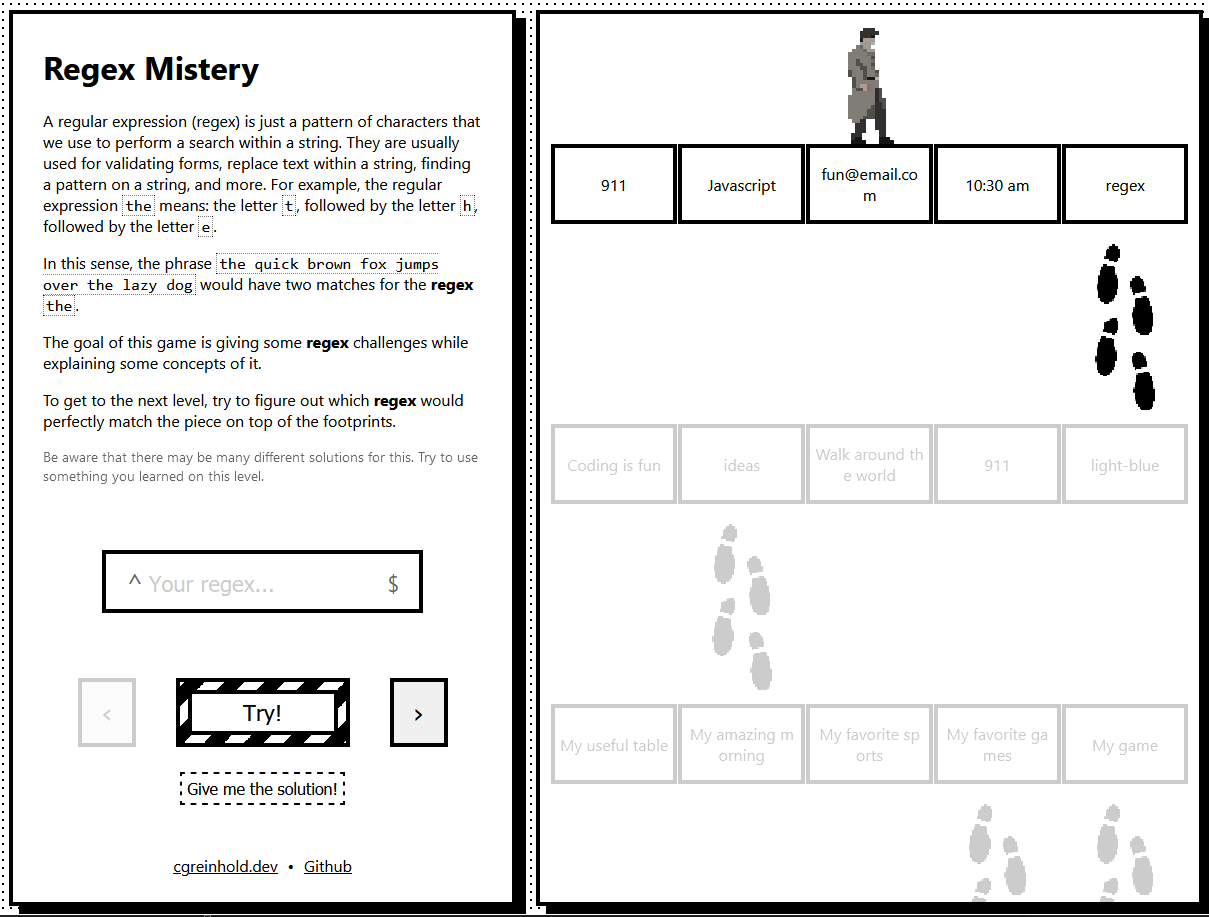 Regex Mistery
A regular expression (regex) is just a pattern of characters that
we use to perform a search within a string. They are usually
used for validating forms, replace text within a string, finding
a pattern on a string, and more. For example, the regular
expression the means: the letter t, followed by the letter h,
followed by the letter e.
In this sense, the phrase the quick brown fox jumps
over the lazy dog would have two matches for the regex
the.
The goal of this game is giving some regex challenges while
explaining some concepts of it.
To get to the next level, try to figure out which regex would
perfectly match the piece on top of the footprints.
Be aware that there may be many different solutions for this. Try to use
something you learned on this level.
^ Your regex... $
<
Try!
>
Give me the solution!
cgreinhold.dev • Github
911
Javascript
fun@email.co
m
10:30 am
regex
Coding is fun
ideas
Walk around th
e world
911
light-blue
My useful table
My amazing m
orning
My favorite sp
orts
My favorite ga
mes
My game